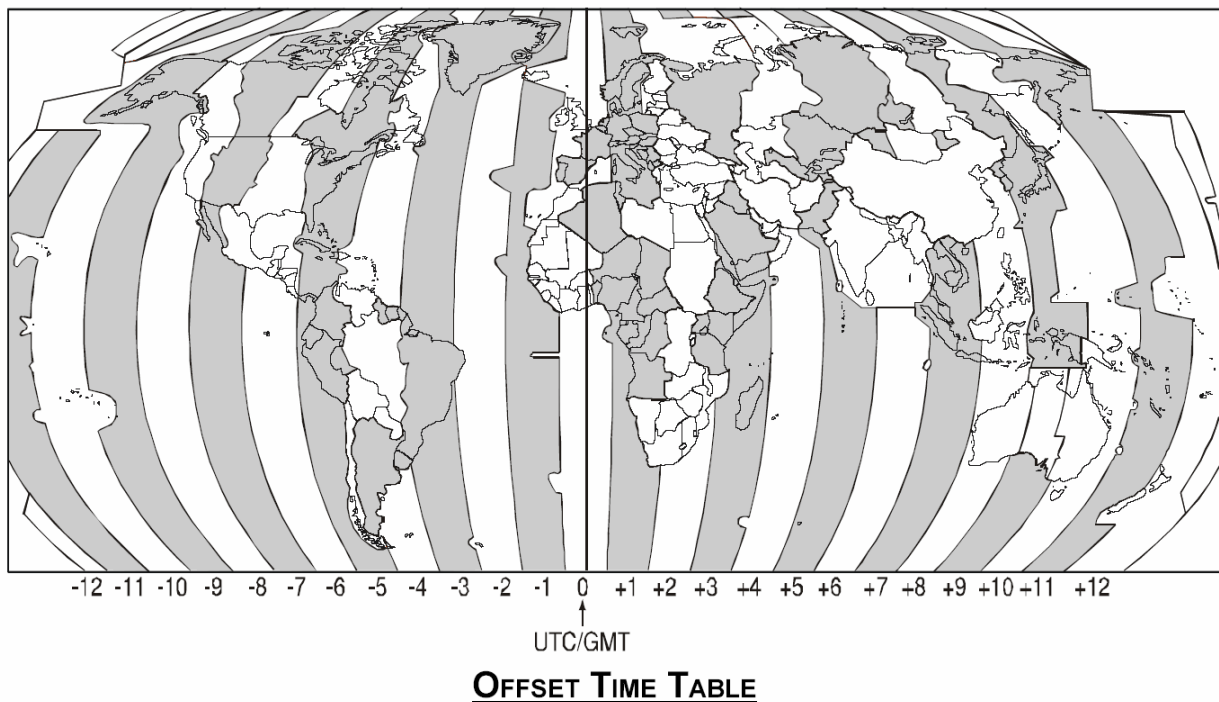 -12 -11 -10 -9 -8 -7 -6 -5 -4 -3 -2 -1 0 +1 +2 +3 +4 +5 +6 +7 +8 +9 +10 +11 +12
UTC/GMT
OFFSET TIME TABLE